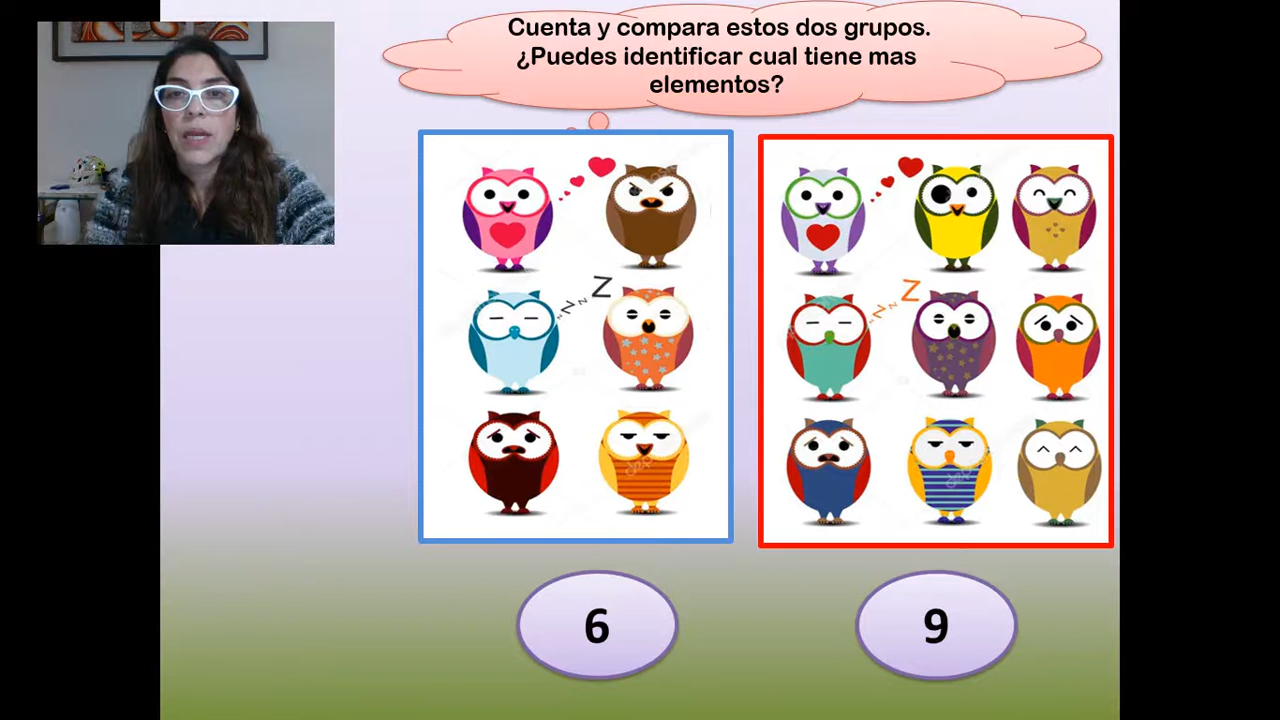 Cuenta y compara estos dos grupos.
¿Puedes identificar cual tiene mas
elementos?
z z N Z
z z N Z
6
9